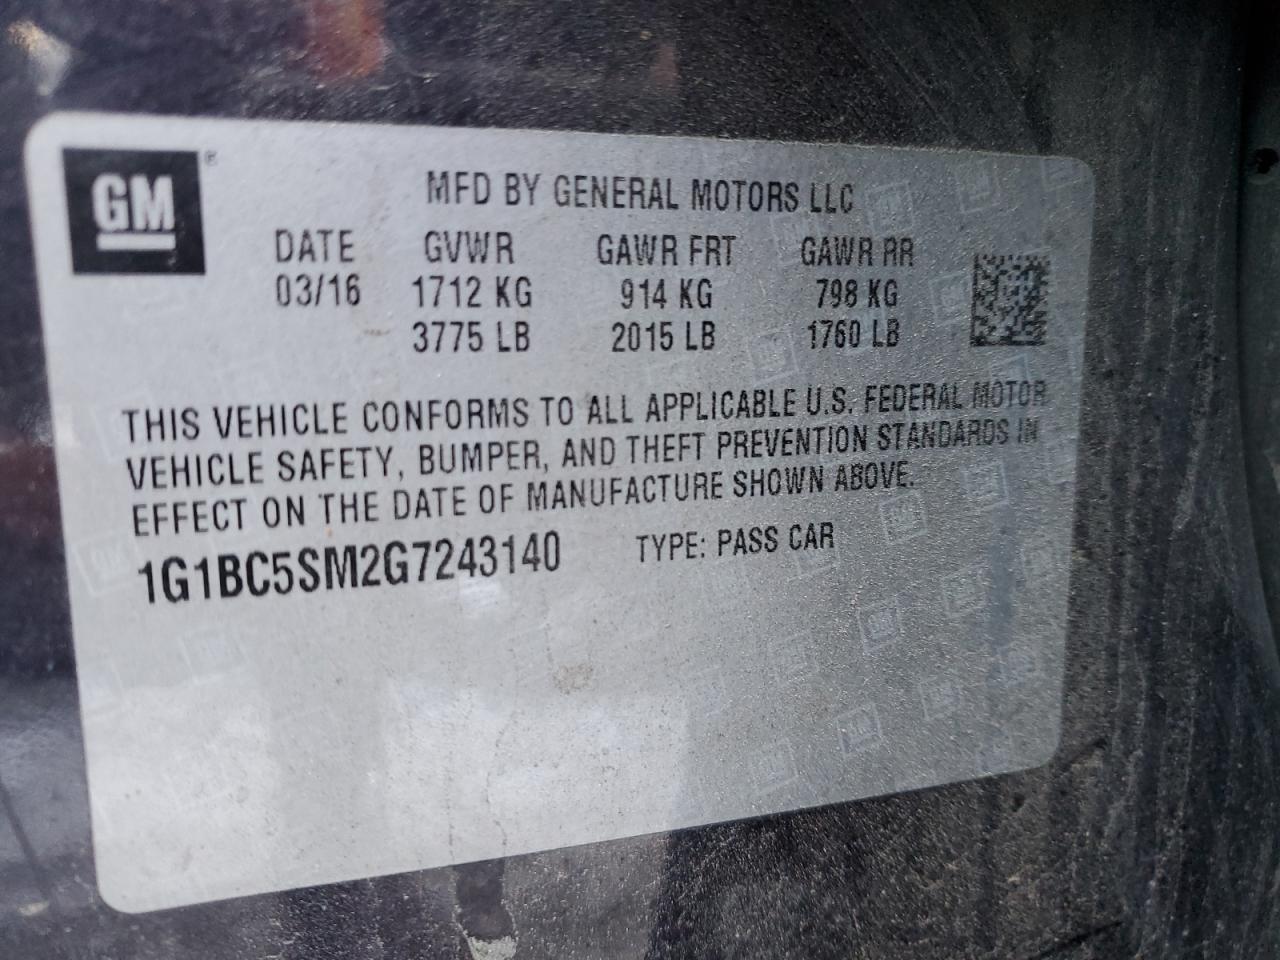 GM
MFD BY GENERAL MOTORS LLC
DATE GVWR GAWR FRT GAWR RR
03/16 1712 KG 914 KG 798 KG
3775 LB 2015 LB 1760 LB
THIS VEHICLE CONFORMS TO ALL APPLICABLE U.S. FEDERAL MOTOR
VEHICLE SAFETY, BUMPER, AND THEFT PREVENTION STANDARDS IN
EFFECT ON THE DATE OF MANUFACTURE SHOWN ABOVE.
1G1BC5SM2G7243140 TYPE: PASS CAR